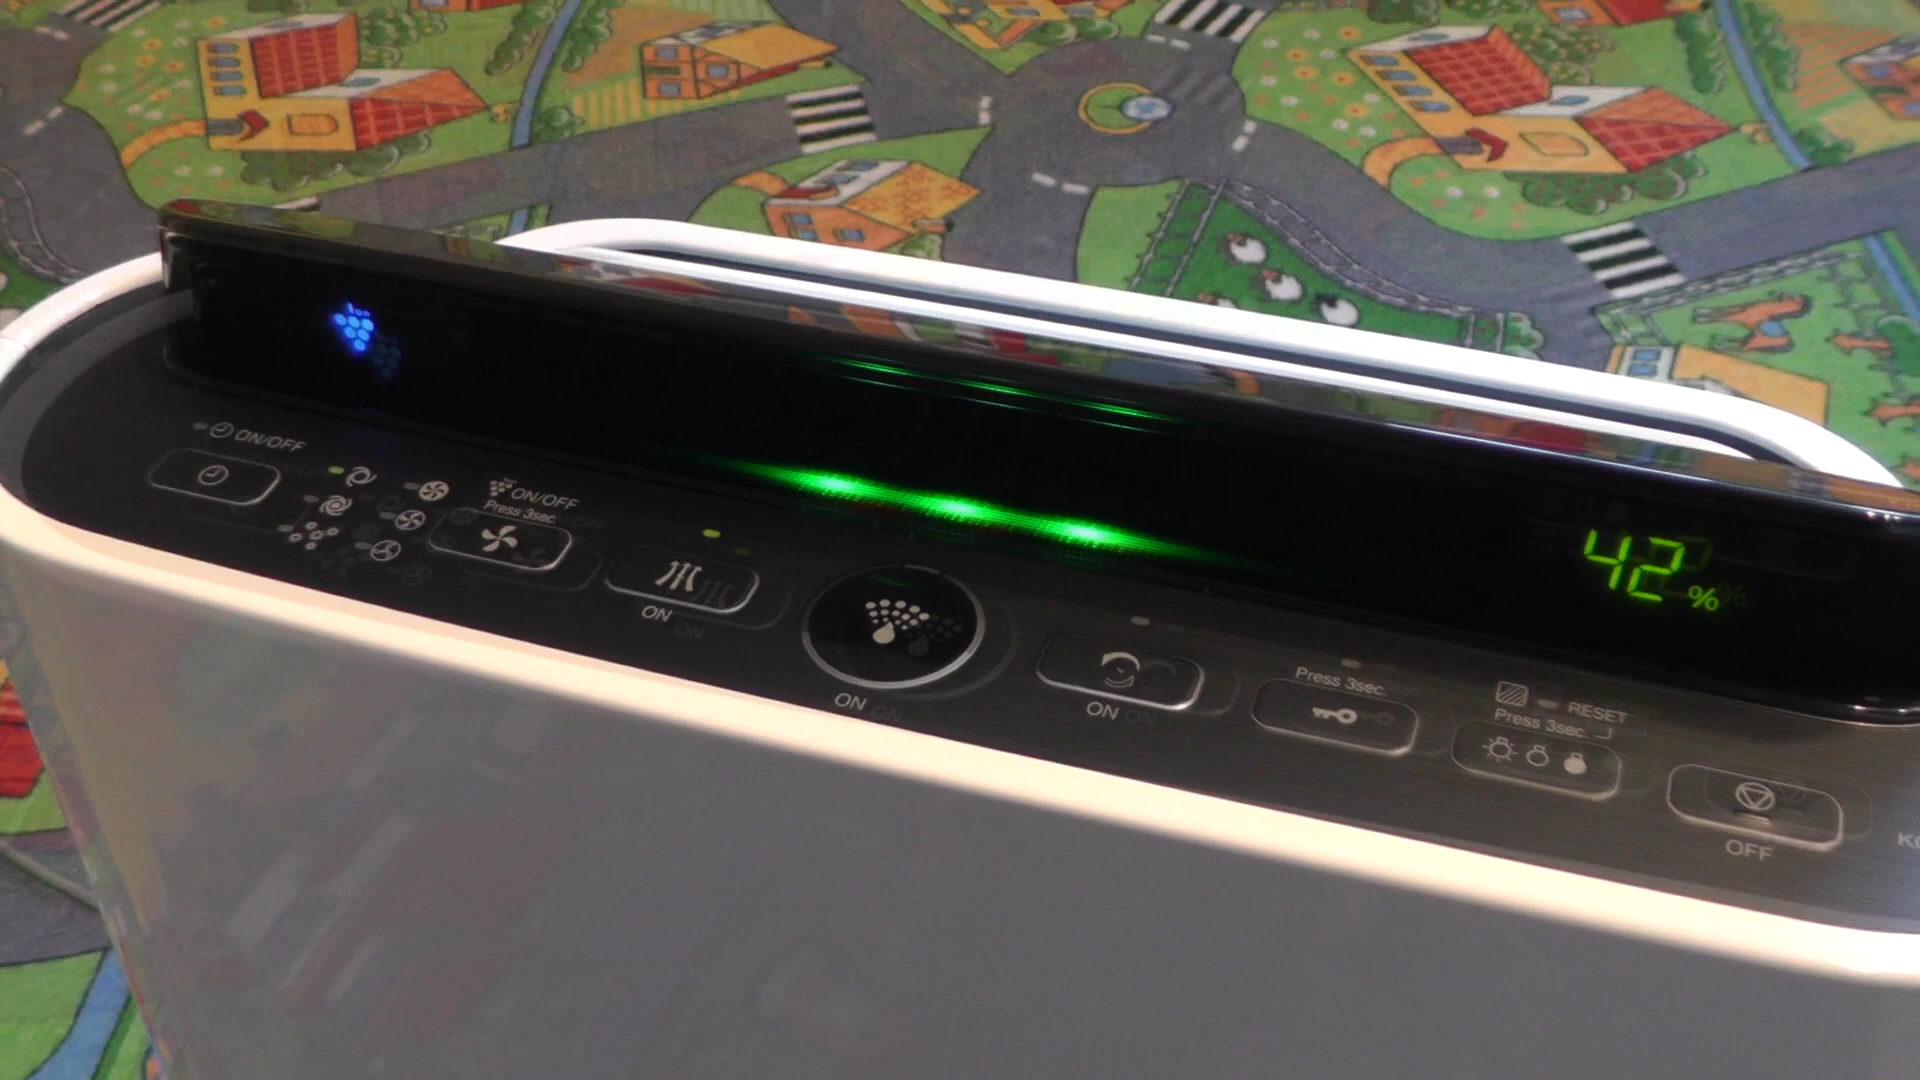 ON/OFF
ON/OFF
Press 3sec.
42%
ON
ON
ON
Press 3sec.
RESET
Press 3sec.
OFF